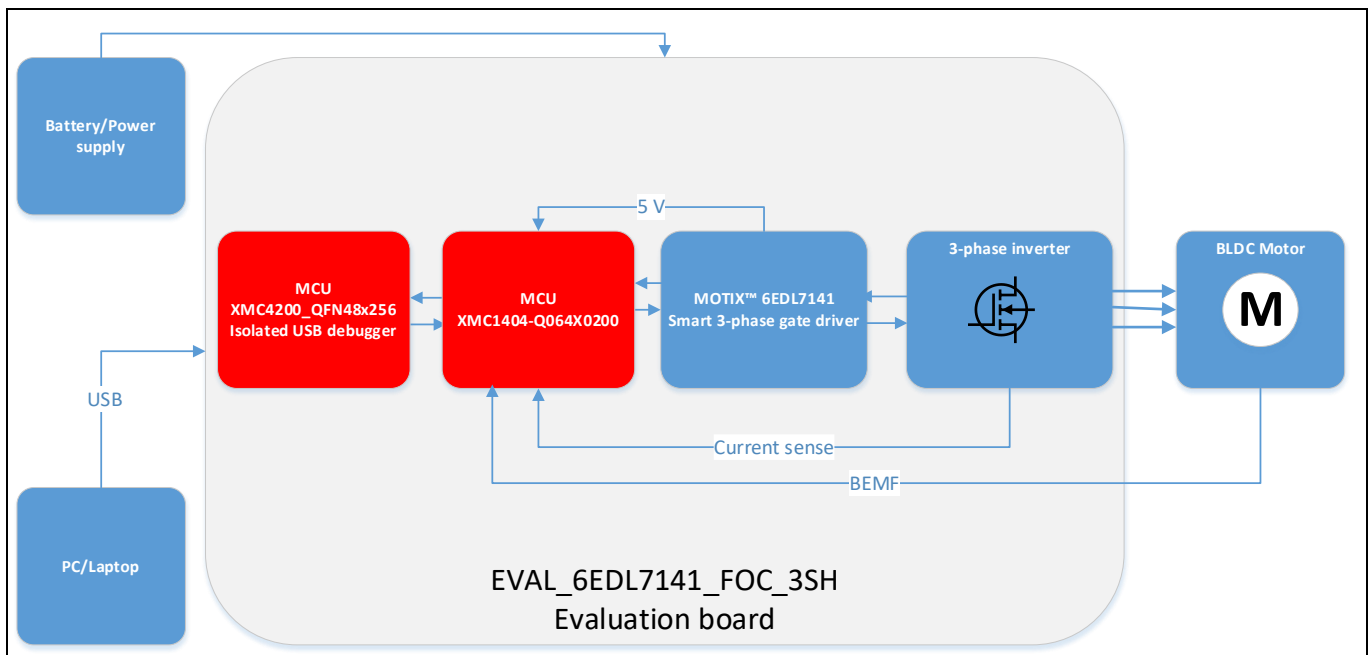 Battery/Power
supply
5 V
MCU
XMC4200_QFN48x256
Isolated USB debugger
MCU
XMC1404-Q064X0200
MOTIX™ 6EDL7141
Smart 3-phase gate driver
3-phase inverter
BLDC Motor
M
USB
Current sense
BEMF
PC/Laptop
EVAL_6EDL7141_FOC_3SH
Evaluation board